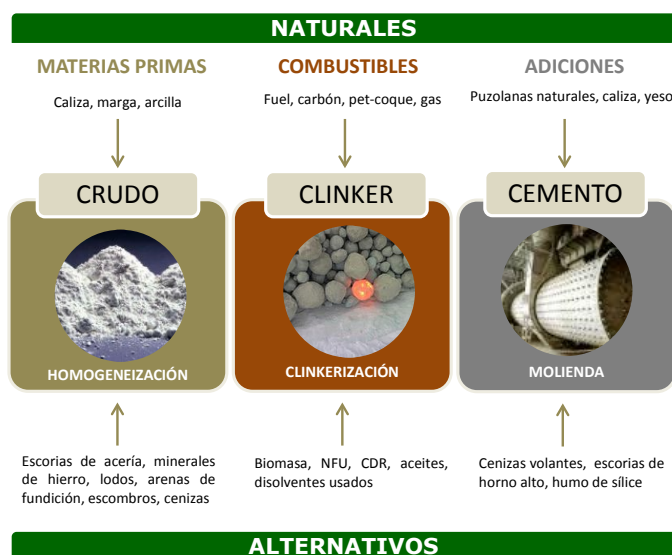 NATURALES
MATERIAS PRIMAS
Caliza, marga, arcilla
COMBUSTIBLES
Fuel, carbón, pet-coque, gas
ADICIONES
Puzolanas naturales, caliza, yeso
CRUDO
HOMOGENEIZACIÓN
CLINKER
CLINKERIZACIÓN
CEMENTO
MOLIENDA
Escorias de acería, minerales
de hierro, lodos, arenas de
fundición, escombros, cenizas
Biomasa, NFU, CDR, aceites,
disolventes usados
Cenizas volantes, escorias de
horno alto, humo de sílice
ALTERNATIVOS